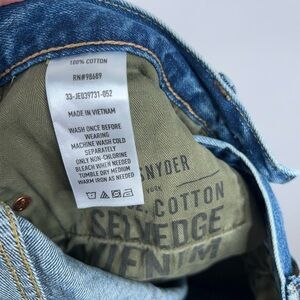 100% COTTON
RN#98689
33-JE039731-052
MADE IN VIETNAM
WASH ONCE BEFORE
WEARING
MACHINE WASH COLD
SEPARATELY
ONLY NON-CHLORINE
BLEACH WHEN NEEDED
TUMBLE DRY MEDIUM
WARM IRON AS NEEDED
SNYDER
YORK
COTTON
SELVEDGE
DENIM